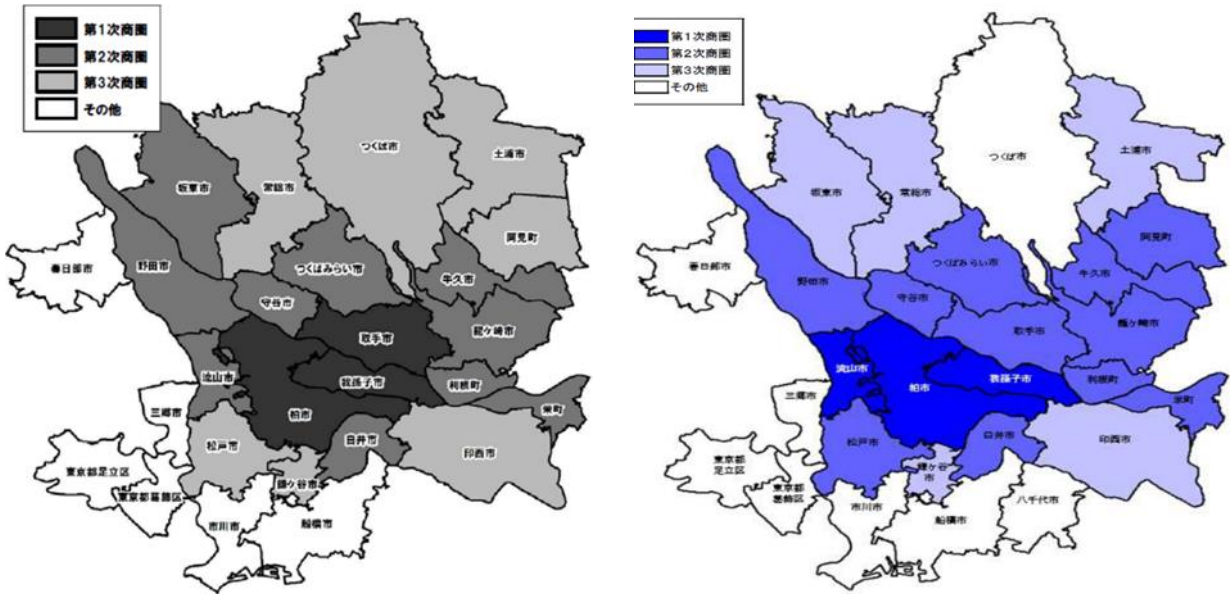 第1次商圏
第2次商圏
第3次商圏
その他
つくば市
土浦市
坂東市
常総市
阿見町
春日部市
野田市
つくばみらい市
牛久市
守谷市
取手市
龍ケ崎市
流山市
我孫子市
利根町
栄町
三郷市
柏市
松戸市
白井市
印西市
東京都足立区
鎌ケ谷市
東京都葛飾区
市川市
船橋市
第1次商圏
第2次商圏
第3次商圏
その他
つくば市
土浦市
坂東市
常総市
阿見町
春日部市
つくばみらい市
牛久市
野田市
守谷市
取手市
龍ケ崎市
流山市
我孫子市
利根町
柏市
栄町
三郷市
松戸市
白井市
印西市
東京都
足立区
鎌ケ谷
市
東京都
葛飾区
市川市
八千代市
船橋市